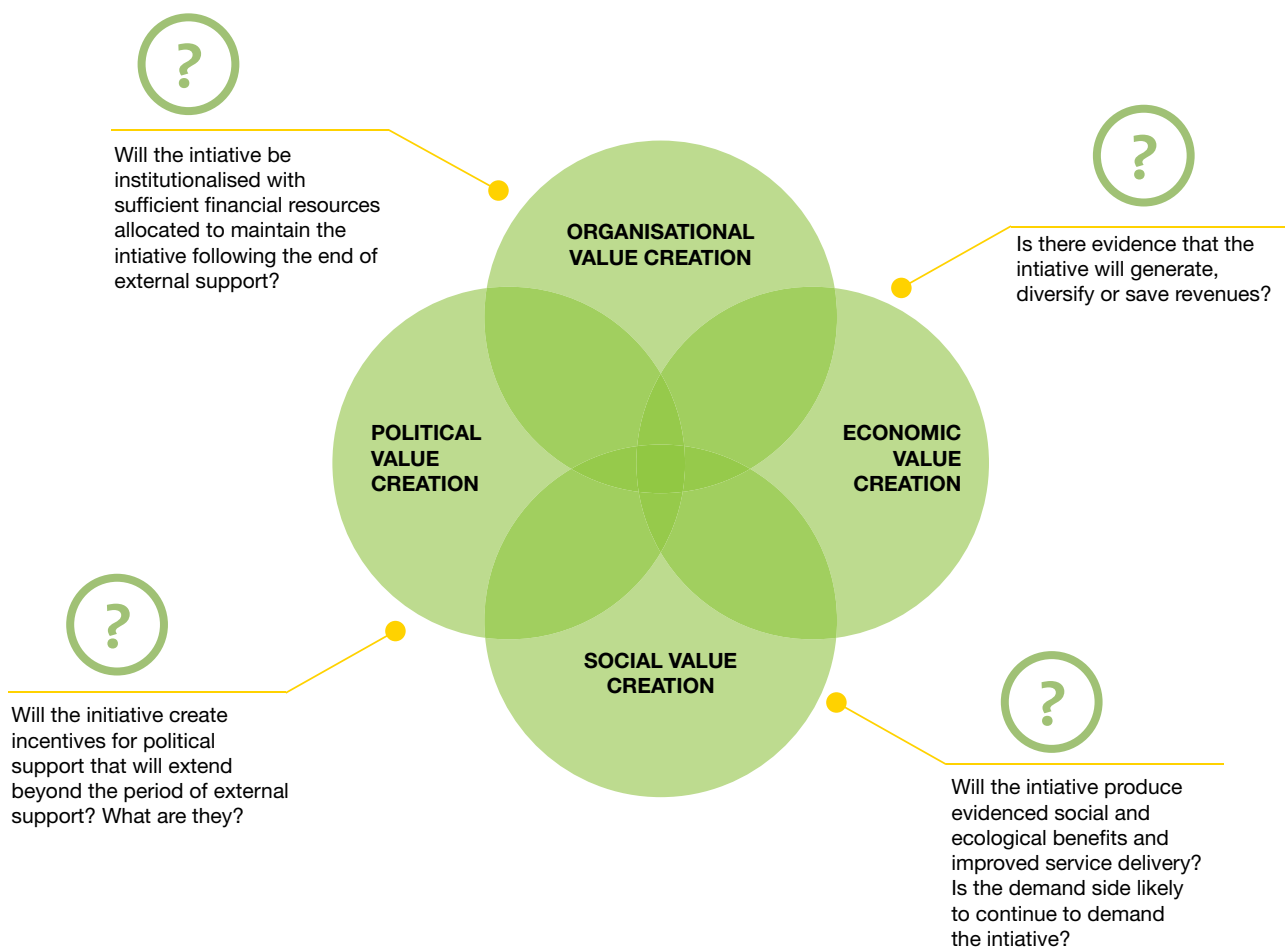 ?
Will the intiative be
institutionalised with
sufficient financial resources
allocated to maintain the
intiative following the end of
external support?
?
Is there evidence that the
intiative will generate,
diversify or save revenues?
ORGANISATIONAL
VALUE CREATION
POLITICAL
VALUE
CREATION
ECONOMIC
VALUE
CREATION
SOCIAL VALUE
CREATION
?
Will the initiative create
incentives for political
support that will extend
beyond the period of external
support? What are they?
?
Will the intiative produce
evidenced social and
ecological benefits and
improved service delivery?
Is the demand side likely
to continue to demand
the intiative?